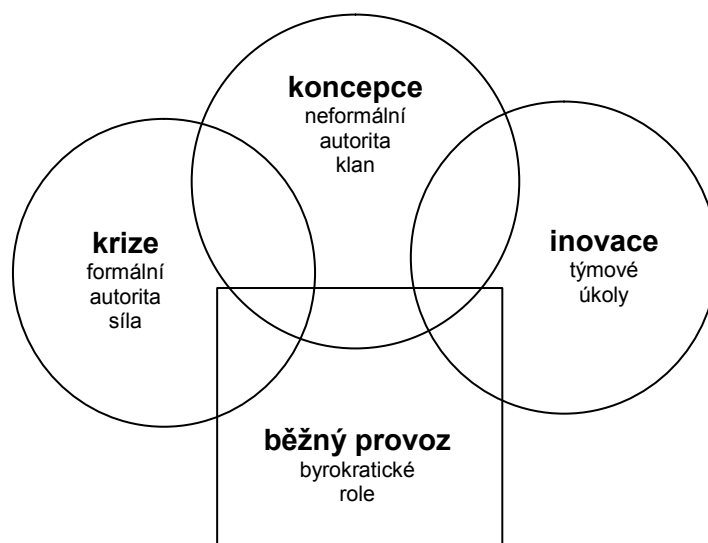 koncepce
neformální
autorita
klan
krize
formální
autorita
síla
inovace
týmové
úkoly
běžný provoz
byrokratické
role